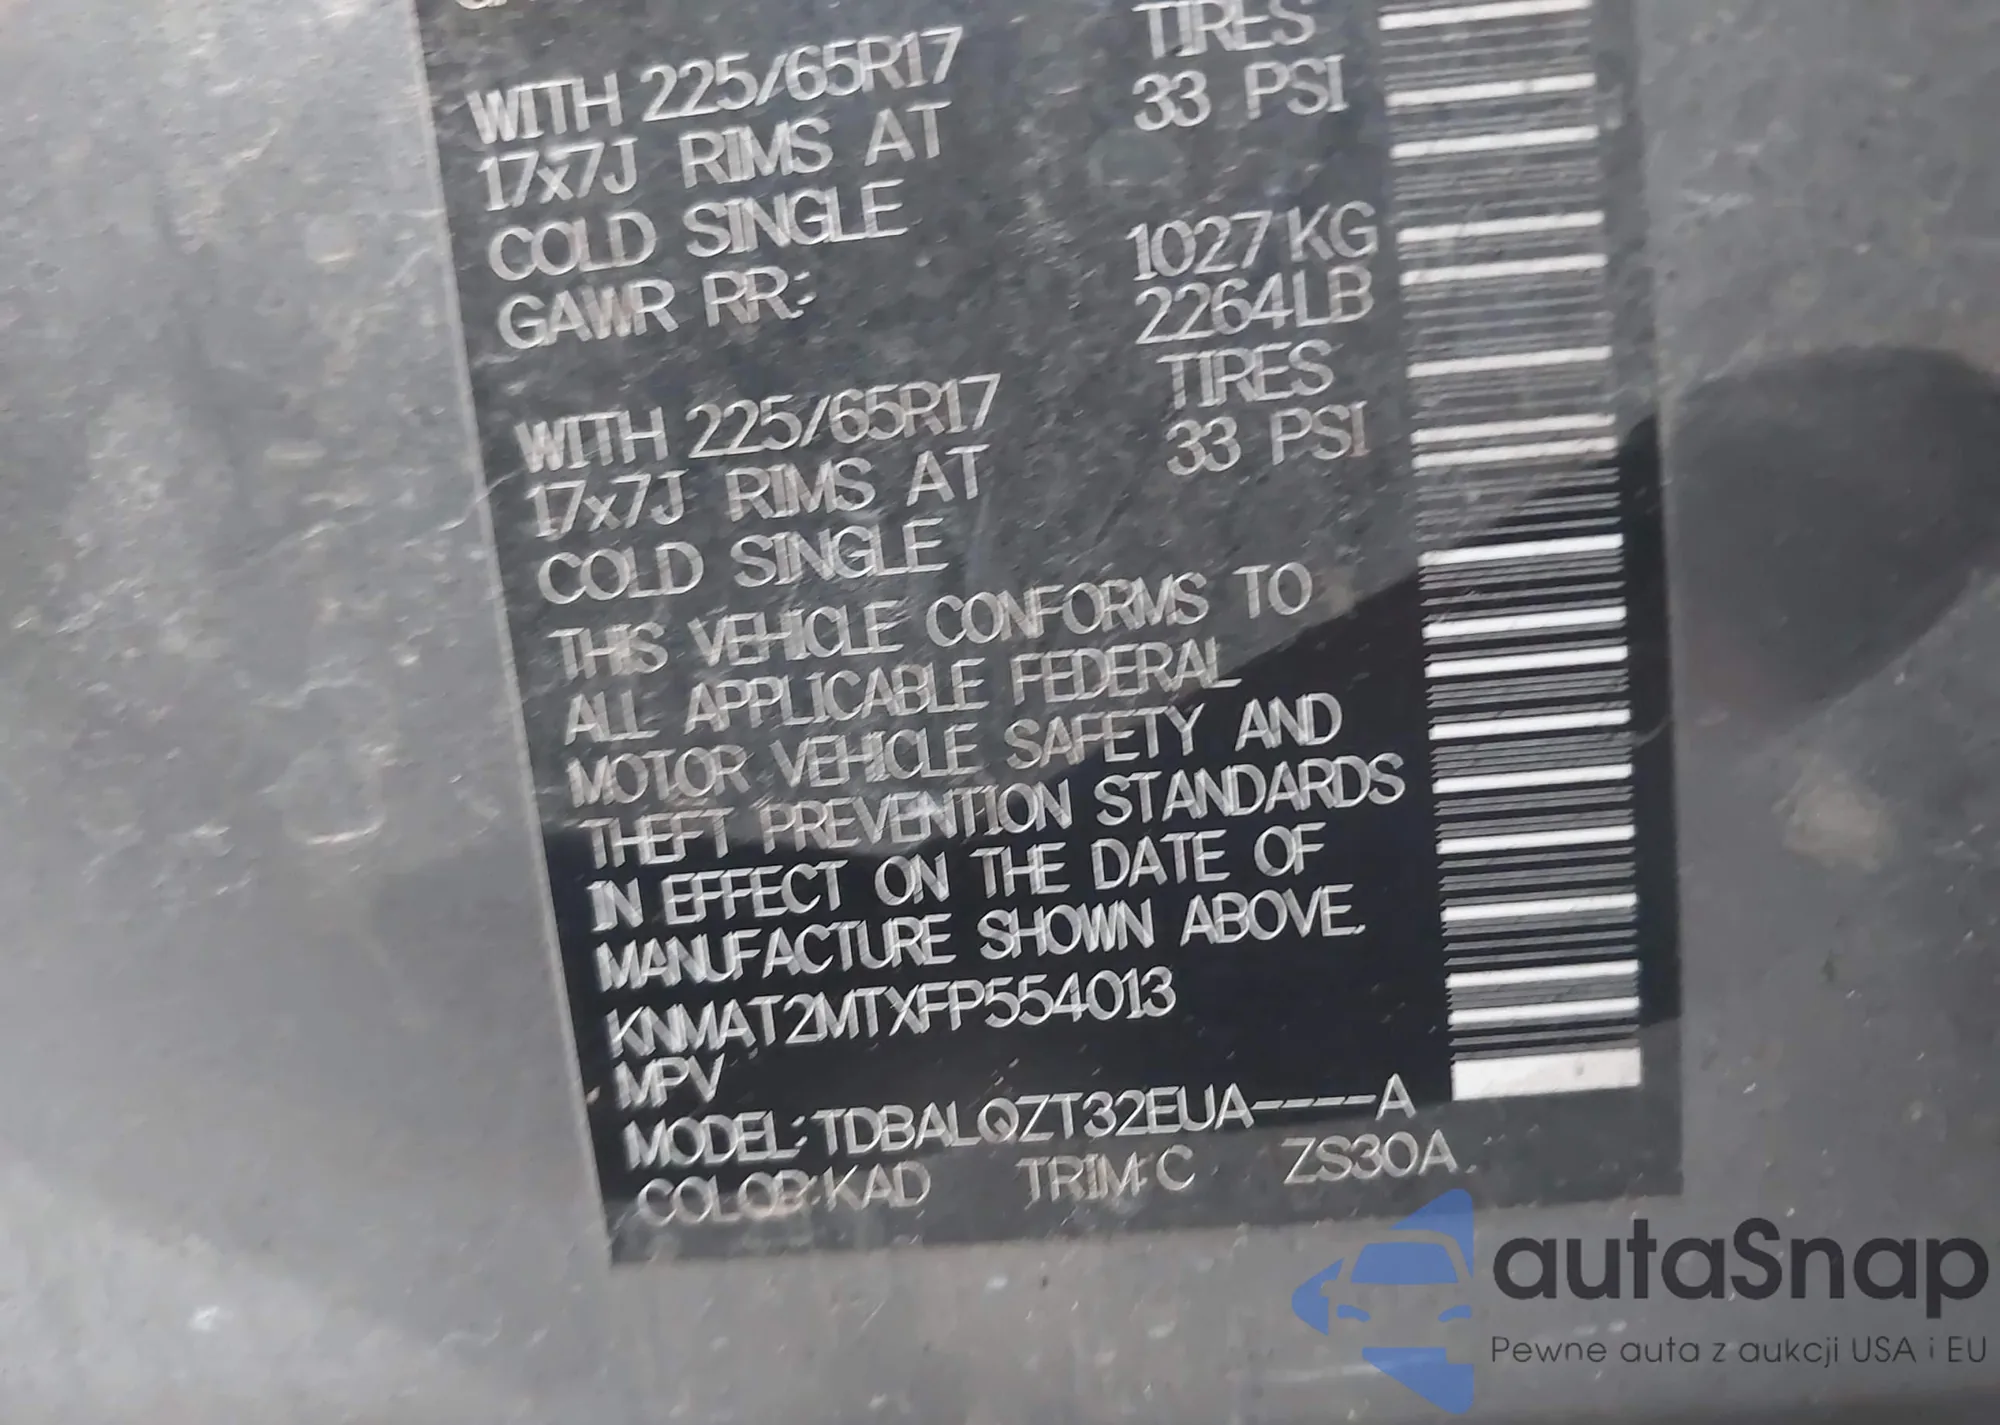 TIRES
WITH 225/65R17 33 PSI
17x7J RIMS AT
COLD SINGLE 1027KG
GAWR RR: 2264LB
TIRES
WITH 225/65R17 33 PSI
17x7J RIMS AT
COLD SINGLE
THIS VEHICLE CONFORMS TO
ALL APPLICABLE FEDERAL
MOTOR VEHICLE SAFETY AND
THEFT PREVENTION STANDARDS
IN EFFECT ON THE DATE OF
MANUFACTURE SHOWN ABOVE.
KNMAT2MTXFP554013
MPV
MODEL:TDBALQZT32EUA----A
COLOR:KAD TRIM:C ZS30A
autaSnap
Pewne auta z aukcji USA i EU